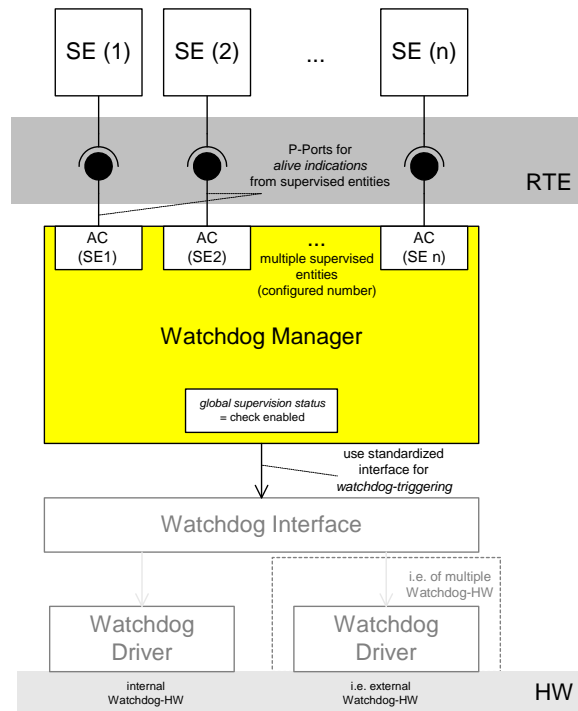 SE (1)
SE (2)
...
SE (n)
P-Ports for
alive indications
from supervised entities
RTE
AC
(SE1)
AC
(SE2)
...
multiple supervised
entities
(configured number)
AC
(SE n)
Watchdog Manager
global supervision status
= check enabled
use standardized
interface for
watchdog-triggering
Watchdog Interface
i.e. of multiple
Watchdog-HW
Watchdog
Driver
Watchdog
Driver
internal
Watchdog-HW
i.e. external
Watchdog-HW
HW